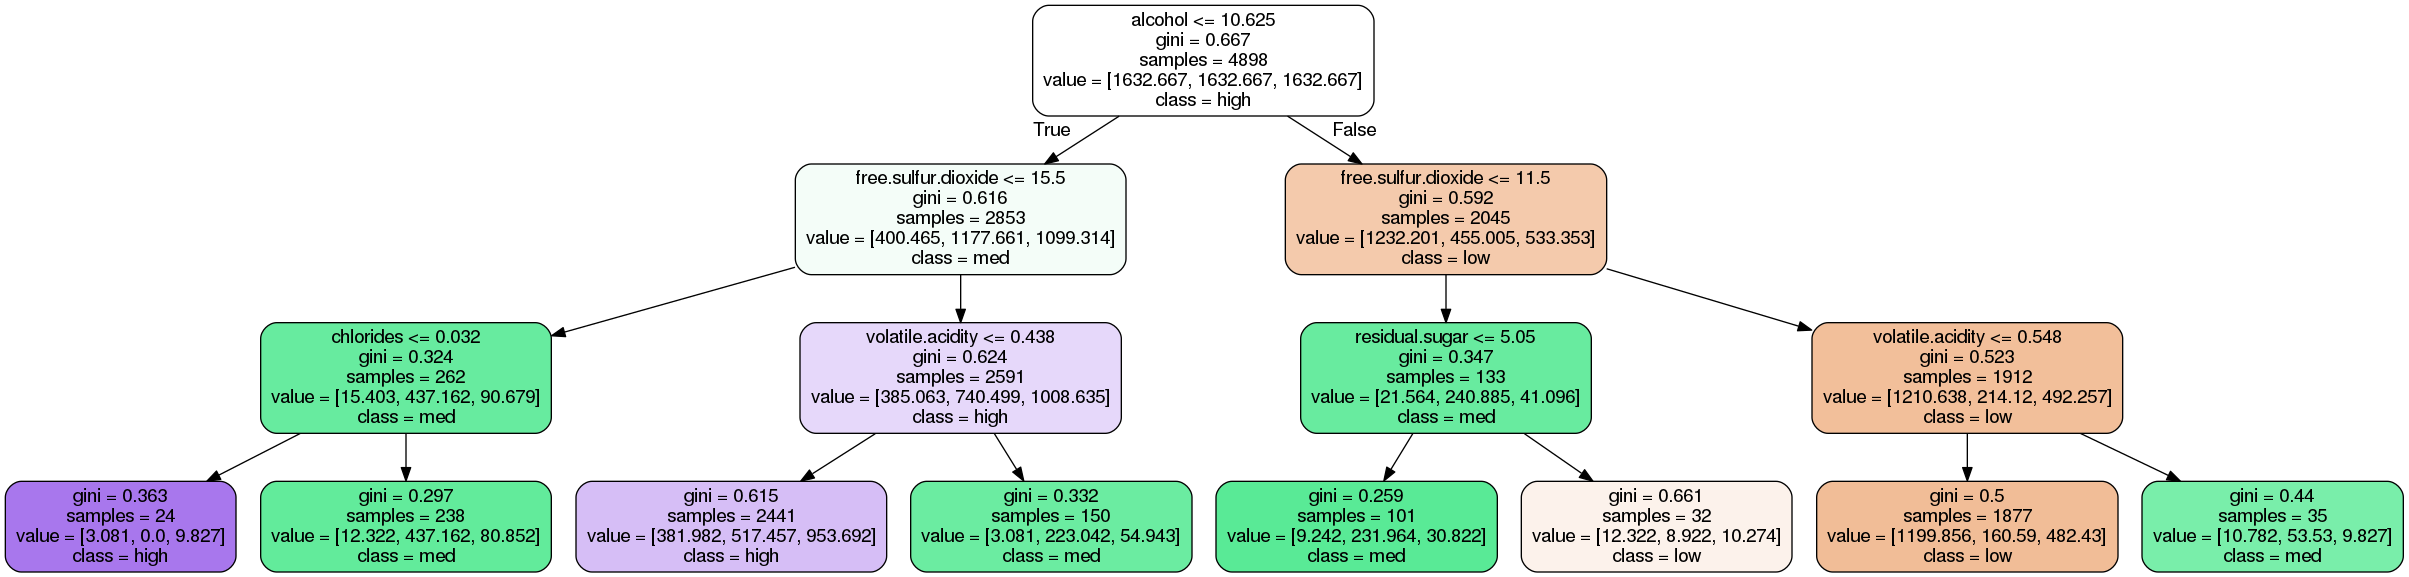 alcohol <= 10.625
gini = 0.667
samples = 4898
value = [1632.667, 1632.667, 1632.667]
class = high
True
False
free.sulfur.dioxide <= 15.5
gini = 0.616
samples = 2853
value = [400.465, 1177.661, 1099.314]
class = med
free.sulfur.dioxide <= 11.5
gini = 0.592
samples = 2045
value = [1232.201, 455.005, 533.353]
class = low
chlorides <= 0.032
gini = 0.324
samples = 262
value = [15.403, 437.162, 90.679]
class = med
volatile.acidity <= 0.438
gini = 0.624
samples = 2591
value = [385.063, 740.499, 1008.635]
class = high
residual.sugar <= 5.05
gini = 0.347
samples = 133
value = [21.564, 240.885, 41.096]
class = med
volatile.acidity <= 0.548
gini = 0.523
samples = 1912
value = [1210.638, 214.12, 492.257]
class = low
gini = 0.363
samples = 24
value = [3.081, 0.0, 9.827]
class = high
gini = 0.297
samples = 238
value = [12.322, 437.162, 80.852]
class = med
gini = 0.615
samples = 2441
value = [381.982, 517.457, 953.692]
class = high
gini = 0.332
samples = 150
value = [3.081, 223.042, 54.943]
class = med
gini = 0.259
samples = 101
value = [9.242, 231.964, 30.822]
class = med
gini = 0.661
samples = 32
value = [12.322, 8.922, 10.274]
class = low
gini = 0.5
samples = 1877
value = [1199.856, 160.59, 482.43]
class = low
gini = 0.44
samples = 35
value = [10.782, 53.53, 9.827]
class = med